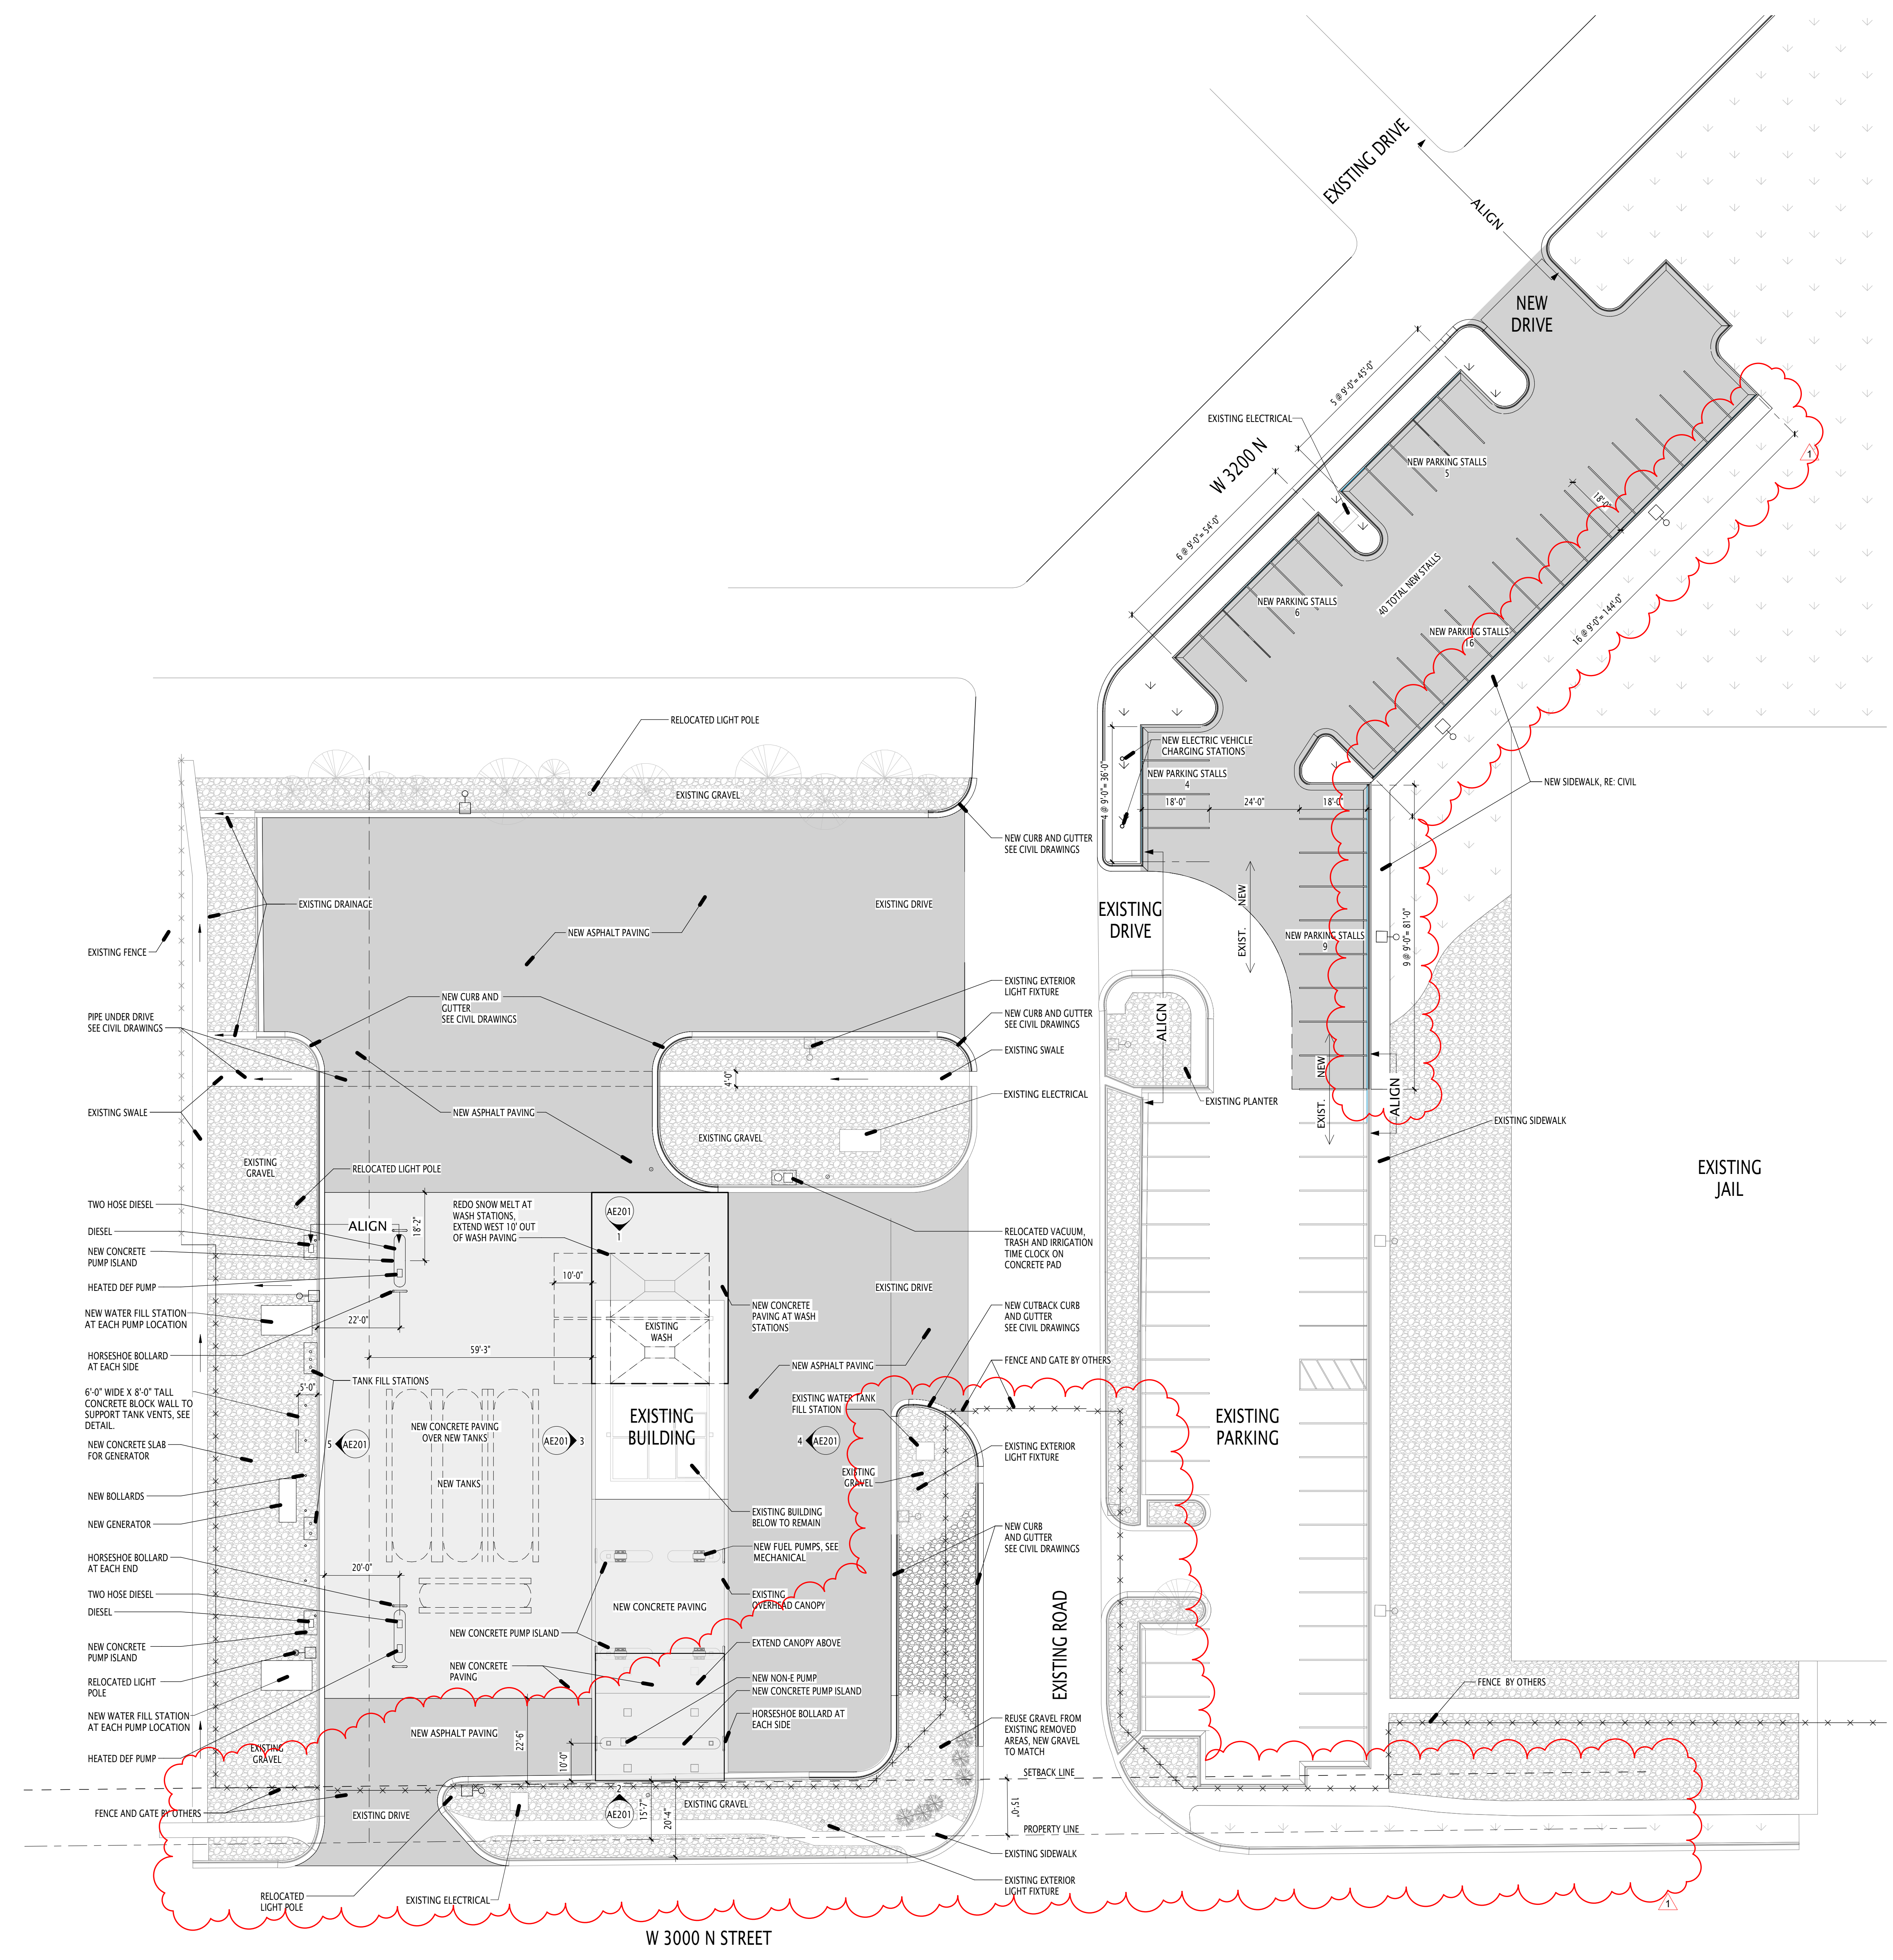 EXISTING DRIVE
ALIGN
NEW
DRIVE
5 @ 9'-0"= 45'-0"
EXISTING ELECTRICAL
W 3200 N
NEW PARKING STALLS
5
1
18'-0"
6 @ 9'-0"= 54'-0"
40 TOTAL NEW STALLS
NEW PARKING STALLS
6
NEW PARKING STALLS
16
16 @ 9'-0"= 144'-0"
RELOCATED LIGHT POLE
NEW ELECTRIC VEHICLE
CHARGING STATIONS
NEW PARKING STALLS
4
4 @ 9'-0"= 36'-0"
18'-0"
24'-0"
18'-0"
NEW SIDEWALK, RE: CIVIL
EXISTING GRAVEL
NEW CURB AND GUTTER
SEE CIVIL DRAWINGS
EXISTING DRAINAGE
EXISTING DRIVE
NEW
EXIST.
EXISTING
DRIVE
NEW ASPHALT PAVING
NEW PARKING STALLS
9
9 @ 9'-0"= 81'-0"
EXISTING FENCE
EXISTING EXTERIOR
LIGHT FIXTURE
NEW CURB AND
GUTTER
SEE CIVIL DRAWINGS
PIPE UNDER DRIVE
SEE CIVIL DRAWINGS
NEW CURB AND GUTTER
SEE CIVIL DRAWINGS
ALIGN
EXISTING SWALE
NEW
EXIST.
ALIGN
4'-0"
EXISTING ELECTRICAL
EXISTING PLANTER
EXISTING SWALE
NEW ASPHALT PAVING
EXISTING SIDEWALK
EXISTING GRAVEL
EXISTING
GRAVEL
RELOCATED LIGHT POLE
EXISTING
JAIL
TWO HOSE DIESEL
REDO SNOW MELT AT
WASH STATIONS,
EXTEND WEST 10' OUT
OF WASH PAVING
AE201
1
ALIGN
18'-2"
DIESEL
RELOCATED VACUUM,
TRASH AND IRRIGATION
TIME CLOCK ON
CONCRETE PAD
NEW CONCRETE
PUMP ISLAND
10'-0"
HEATED DEF PUMP
EXISTING DRIVE
NEW CONCRETE
PAVING AT WASH
STATIONS
NEW CUTBACK CURB
AND GUTTER
SEE CIVIL DRAWINGS
NEW WATER FILL STATION
AT EACH PUMP LOCATION
22'-0"
EXISTING
WASH
59'-3"
HORSESHOE BOLLARD
AT EACH SIDE
NEW ASPHALT PAVING
FENCE AND GATE BY OTHERS
TANK FILL STATIONS
5'-0"
6'-0" WIDE X 8'-0" TALL
CONCRETE BLOCK WALL TO
SUPPORT TANK VENTS, SEE
DETAIL.
EXISTING WATER TANK
FILL STATION
EXISTING
BUILDING
EXISTING
PARKING
NEW CONCRETE PAVING
OVER NEW TANKS
5
AE201
AE201
3
4
AE201
NEW CONCRETE SLAB
FOR GENERATOR
EXISTING EXTERIOR
LIGHT FIXTURE
EXISTING
GRAVEL
NEW TANKS
NEW BOLLARDS
EXISTING BUILDING
BELOW TO REMAIN
NEW GENERATOR
NEW CURB
AND GUTTER
SEE CIVIL DRAWINGS
NEW FUEL PUMPS, SEE
MECHANICAL
HORSESHOE BOLLARD
AT EACH END
20'-0"
TWO HOSE DIESEL
EXISTING
OVERHEAD CANOPY
DIESEL
NEW CONCRETE PAVING
EXISTING ROAD
NEW CONCRETE PUMP ISLAND
NEW CONCRETE
PUMP ISLAND
EXTEND CANOPY ABOVE
NEW CONCRETE
PAVING
RELOCATED LIGHT
POLE
NEW NON-E PUMP
NEW CONCRETE PUMP ISLAND
FENCE BY OTHERS
NEW WATER FILL STATION
AT EACH PUMP LOCATION
HORSESHOE BOLLARD AT
EACH SIDE
REUSE GRAVEL FROM
EXISTING REMOVED
AREAS, NEW GRAVEL
TO MATCH
NEW ASPHALT PAVING
22'-6"
EXISTING
GRAVEL
HEATED DEF PUMP
10'-0"
SETBACK LINE
2
AE201
FENCE AND GATE BY OTHERS
EXISTING DRIVE
15'-7"
20'-4"
EXISTING GRAVEL
15'-0"
PROPERTY LINE
EXISTING SIDEWALK
EXISTING EXTERIOR
LIGHT FIXTURE
RELOCATED
LIGHT POLE
EXISTING ELECTRICAL
1
W 3000 N STREET